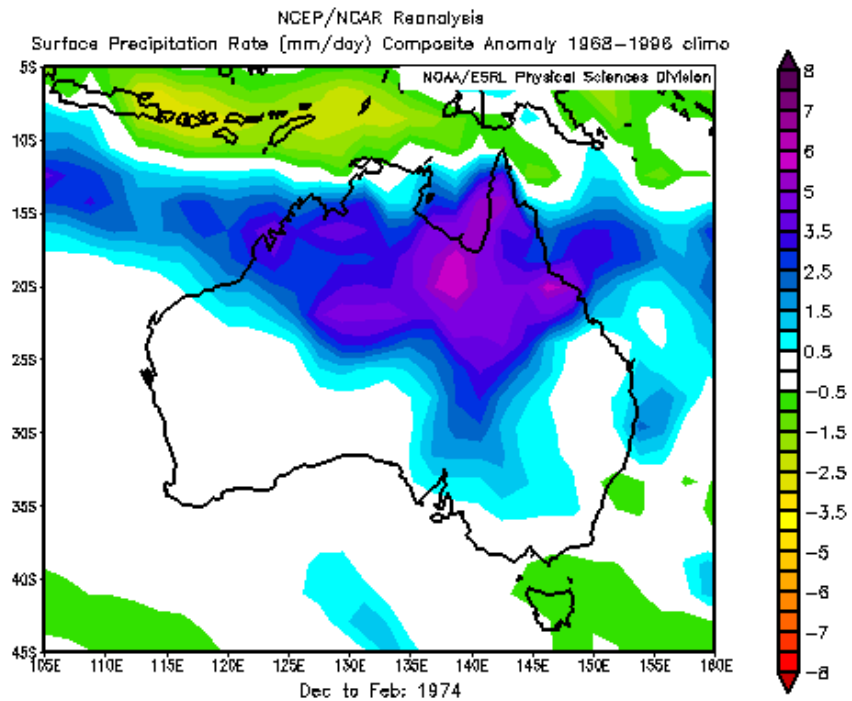 NCEP/NCAR Reanalysis
Surface Precipitation Rate (mm/day) Composite Anomaly 1968-1996 climo
NOAA/ESRL Physical Sciences Division
5S
10S
15S
20S
25S
30S
35S
40S
45S
105E 110E 115E 120E 125E 130E 135E 140E 145E 150E 155E 160E
Dec to Feb: 1974
8
7
6
5
3.5
2.5
1.5
0.5
-0.5
-1.5
-2.5
-3.5
-5
-6
-7
-8